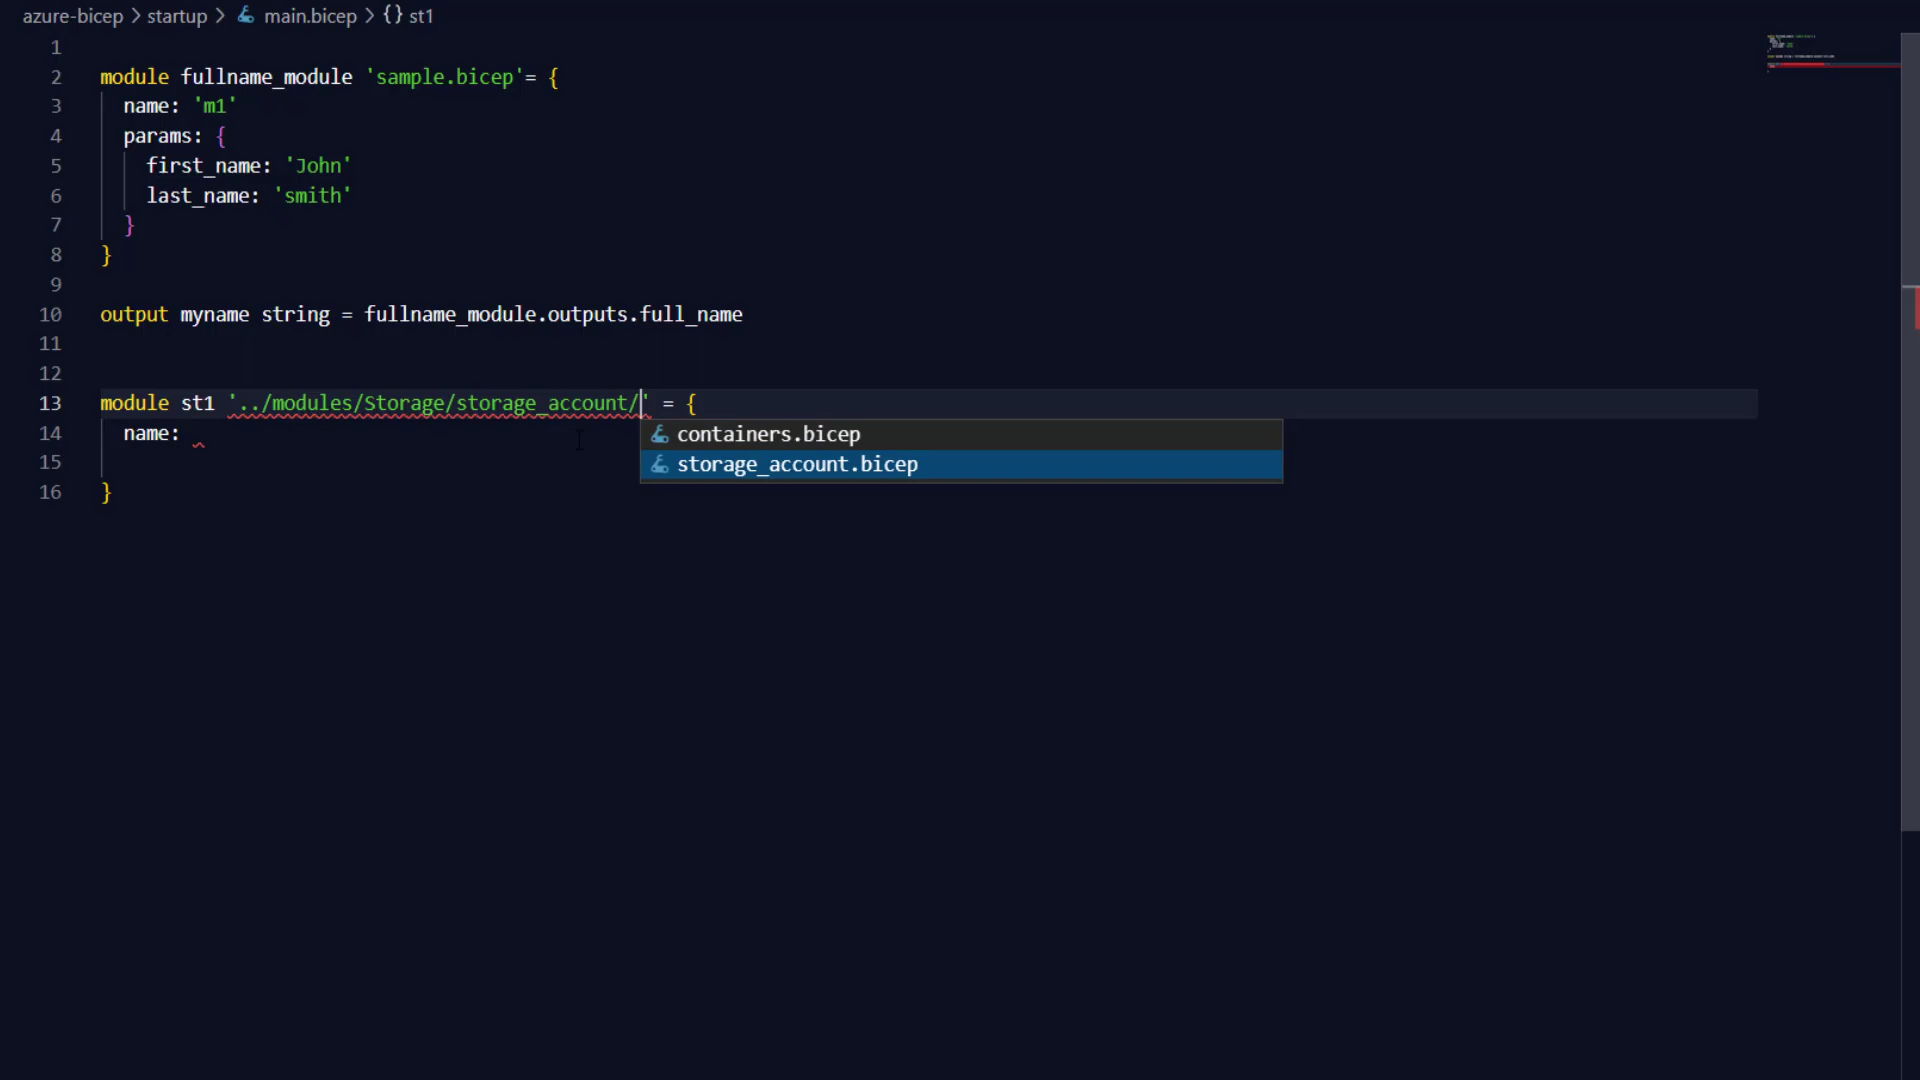 azure-bicep > startup > main.bicep > {} st1
1
2 module fullname_module 'sample.bicep'= {
3 name: 'm1'
4 params: {
5 first_name: 'John'
6 last_name: 'smith'
7 }
8 }
9
10 output myname string = fullname_module.outputs.full_name
11
12
13 module st1 '../modules/Storage/storage_account/' = {
14 name:
containers.bicep
storage_account.bicep
15
16 }